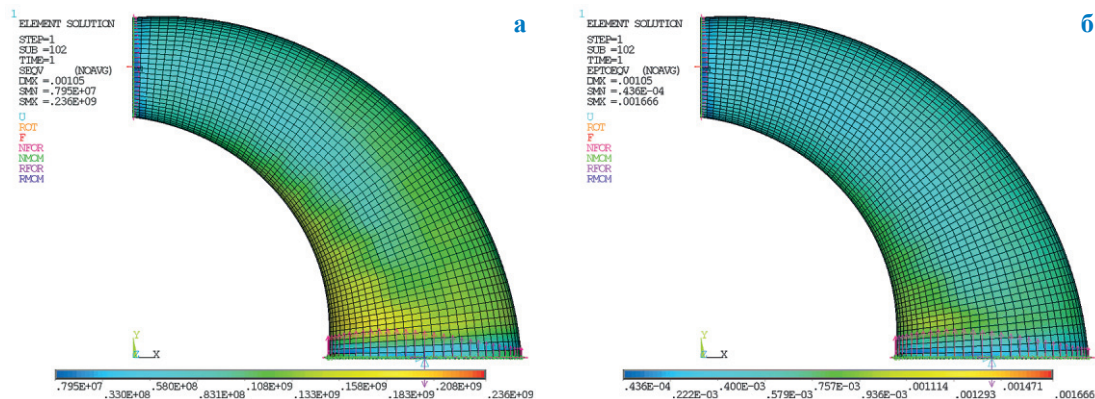 1
ELEMENT SOLUTION
STEP=1
SUB =102
TIME=1
SEQV (NOAVG)
DMX =.00105
SMN =.795E+07
SMX =.236E+09
U
ROT
F
NFOR
NMOM
RFOR
RMOM
а
Y
Z X
.795E+07 .580E+08 .108E+09 .158E+09 .208E+09
.330E+08 .831E+08 .133E+09 .183E+09 .236E+09
1
ELEMENT SOLUTION
STEP=1
SUB =102
TIME=1
EPTOEQV (NOAVG)
DMX =.00105
SMN =.436E-04
SMX =.001666
U
ROT
F
NFOR
NMOM
RFOR
RMOM
б
Y
Z X
.436E-04 .400E-03 .757E-03 .001114 .001471
.222E-03 .579E-03 .936E-03 .001293 .001666